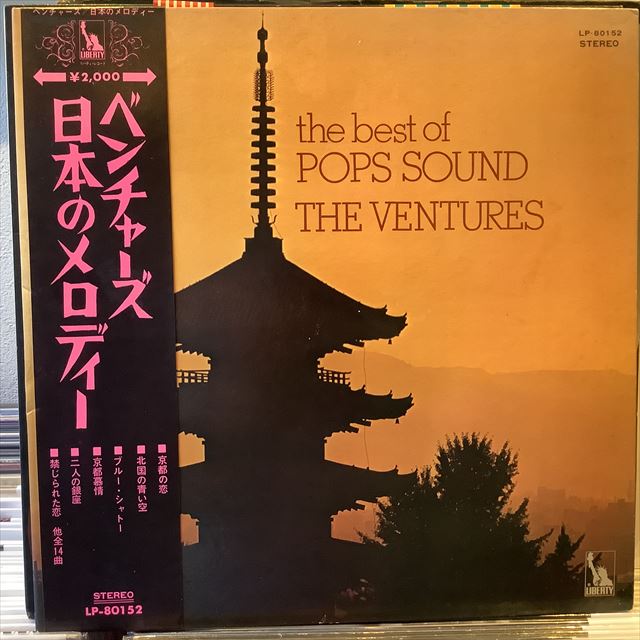 ベンチャーズ 日本のメロディー
LIBERTY
¥2,000
ベンチャーズ
日本のメロディー
■京都の恋
■北国の青い空
■ブルー・シャトー
■京都慕情
■二人の銀座
■禁じられた恋 他全14曲
STEREO
LP-80152
LP-80152
STEREO
the best of
POPS SOUND
THE VENTURES
LIBERTY